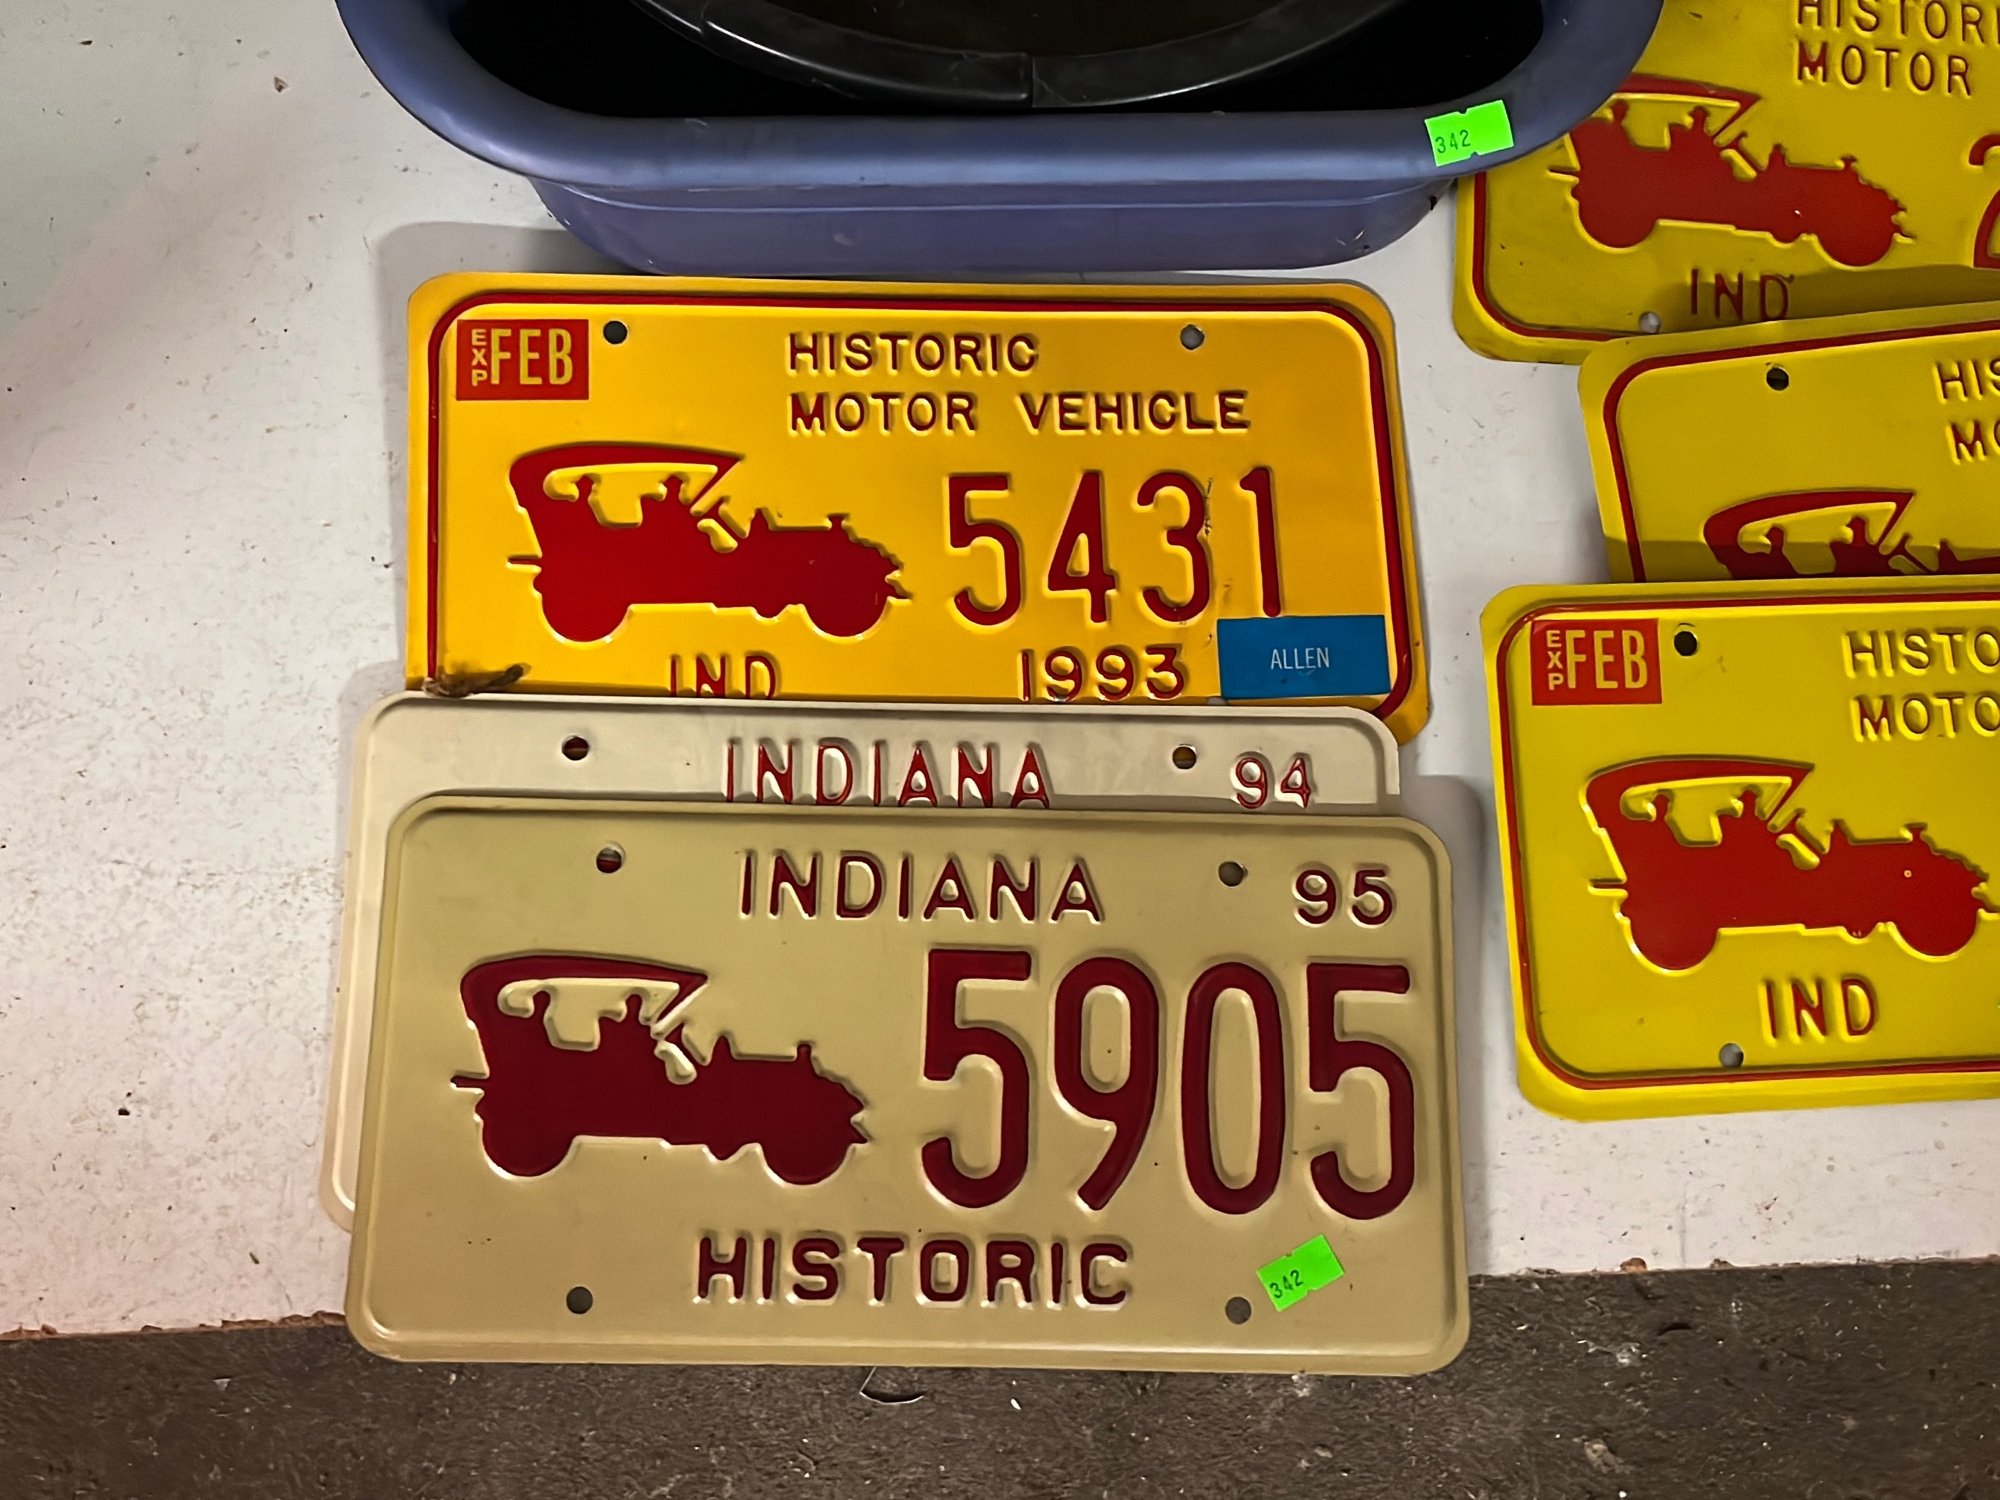 342
EXP FEB
HISTORIC
MOTOR VEHICLE
5431
IND 1993
ALLEN
INDIANA 94
INDIANA 95
5905
HISTORIC
342
MOTOR
IND
EXP FEB
IND